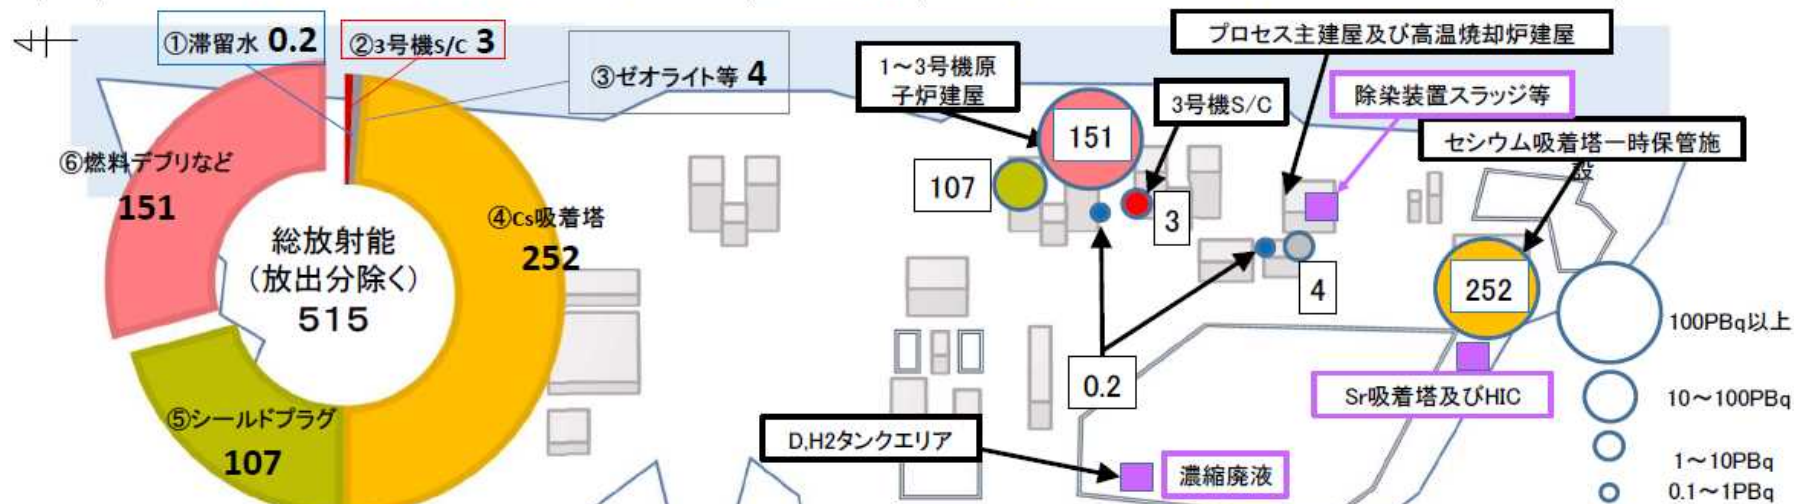 ①滞留水 0.2
②3号機S/C 3
③ゼオライト等 4
⑥燃料デブリなど
151
④Cs吸着塔
252
総放射能
(放出分除く)
515
⑤シールドプラグ
107
プロセス主建屋及び高温焼却炉建屋
1～3号機原
子炉建屋
3号機S/C
除染装置スラッジ等
セシウム吸着塔一時保管施
設
151
107
3
4
252
0.2
100PBq以上
10～100PBq
1～10PBq
0.1～1PBq
Sr吸着塔及びHIC
D,H2タンクエリア
濃縮廃液